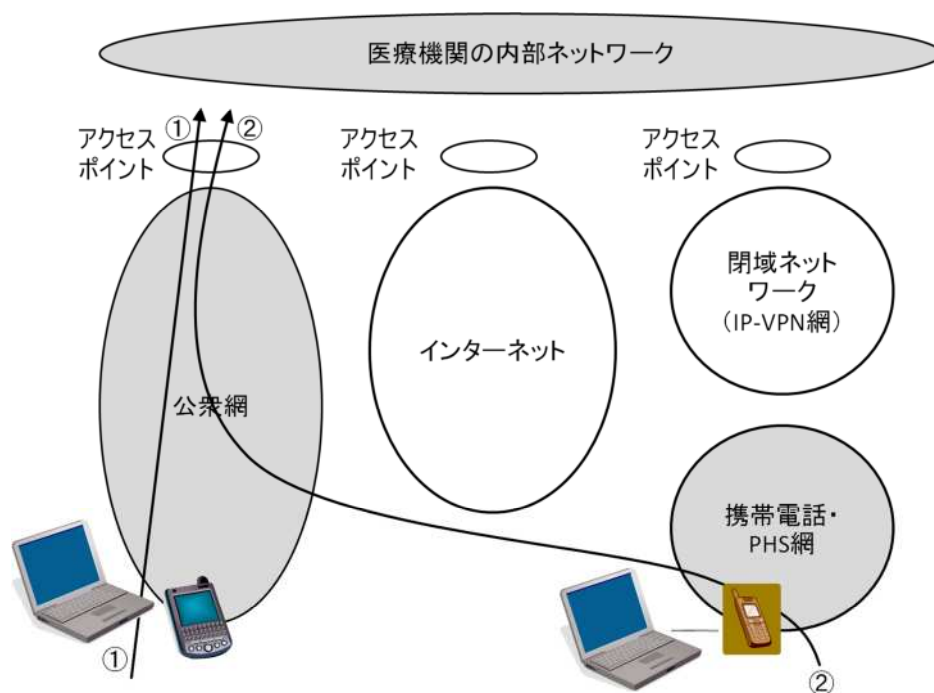 医療機関の内部ネットワーク
① ②
アクセス
ポイント
アクセス
ポイント
アクセス
ポイント
公衆網
インターネット
閉域ネット
ワーク
（IP-VPN網）
携帯電話・
PHS網
①
②